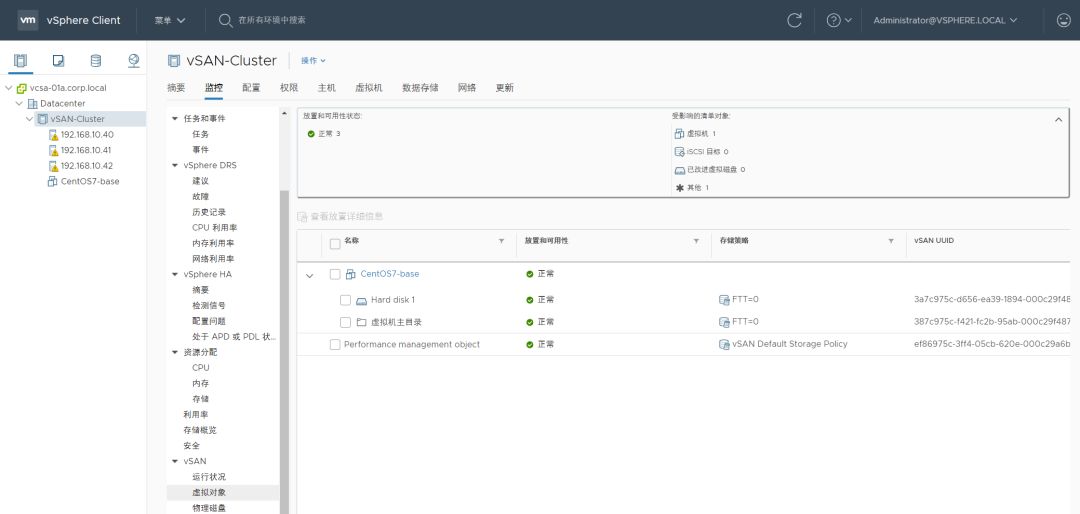 vm vSphere Client 菜单 在所有环境中搜索 Administrator@VSPHERE.LOCAL
vcsa-01a.corp.local
Datacenter
vSAN-Cluster
192.168.10.40
192.168.10.41
192.168.10.42
CentOS7-base
vSAN-Cluster 操作
摘要 监控 配置 权限 主机 虚拟机 数据存储 网络 更新
任务和事件
任务
事件
vSphere DRS
建议
故障
历史记录
CPU 利用率
内存利用率
网络利用率
vSphere HA
摘要
检测信号
配置问题
处于 APD 或 PDL 状...
资源分配
CPU
内存
存储
利用率
存储概览
安全
vSAN
运行状况
虚拟对象
物理磁盘
放置和可用性状态:
正常 3
受影响的清单对象:
虚拟机 1
iSCSI 目标 0
已改进虚拟磁盘 0
其他 1
查看放置详细信息
名称 放置和可用性 存储策略 vSAN UUID
CentOS7-base 正常
Hard disk 1 正常 FTT=0 3a7c975c-d656-ea39-1894-000c29f48
虚拟机主目录 正常 FTT=0 387c975c-f421-fc2b-95ab-000c29f487
Performance management object 正常 vSAN Default Storage Policy ef86975c-3ff4-05cb-620e-000c29a6b